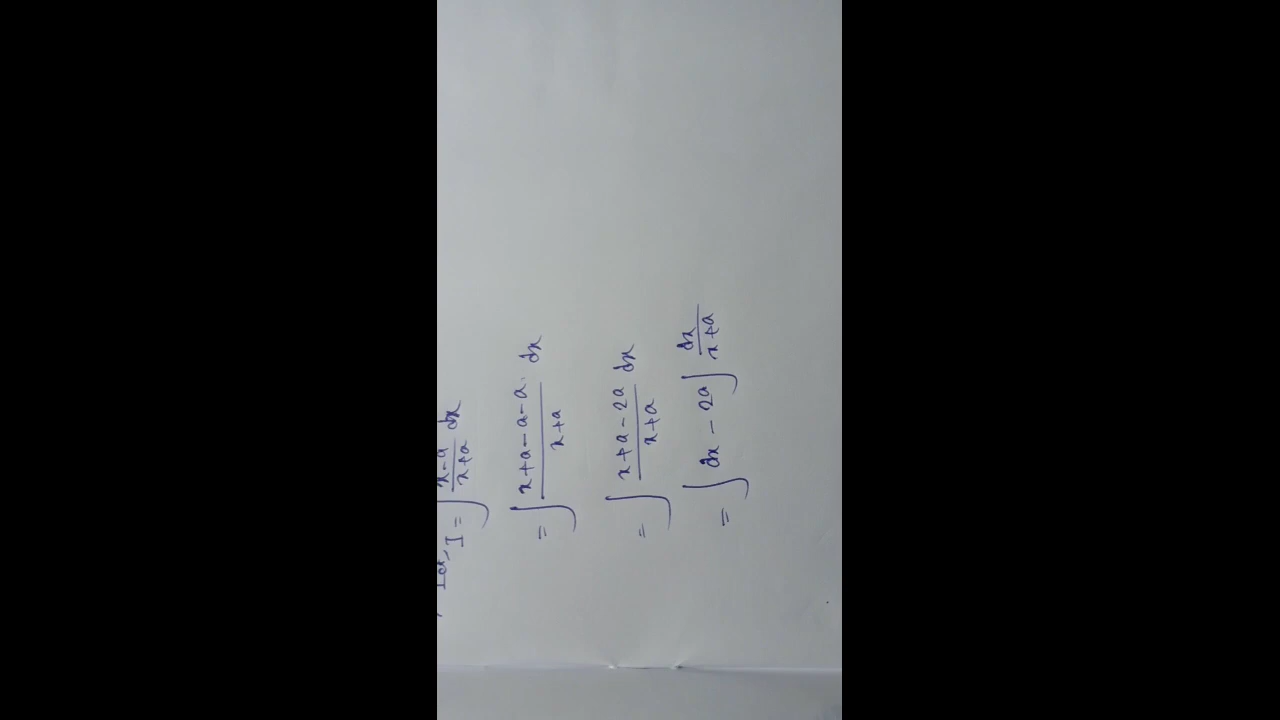 Let,
I = ∫ (x-a)/(x+a) dx
= ∫ (x+a-a-a)/(x+a) dx
= ∫ (x+a-2a)/(x+a) dx
= ∫ dx - 2a ∫ dx/(x+a)